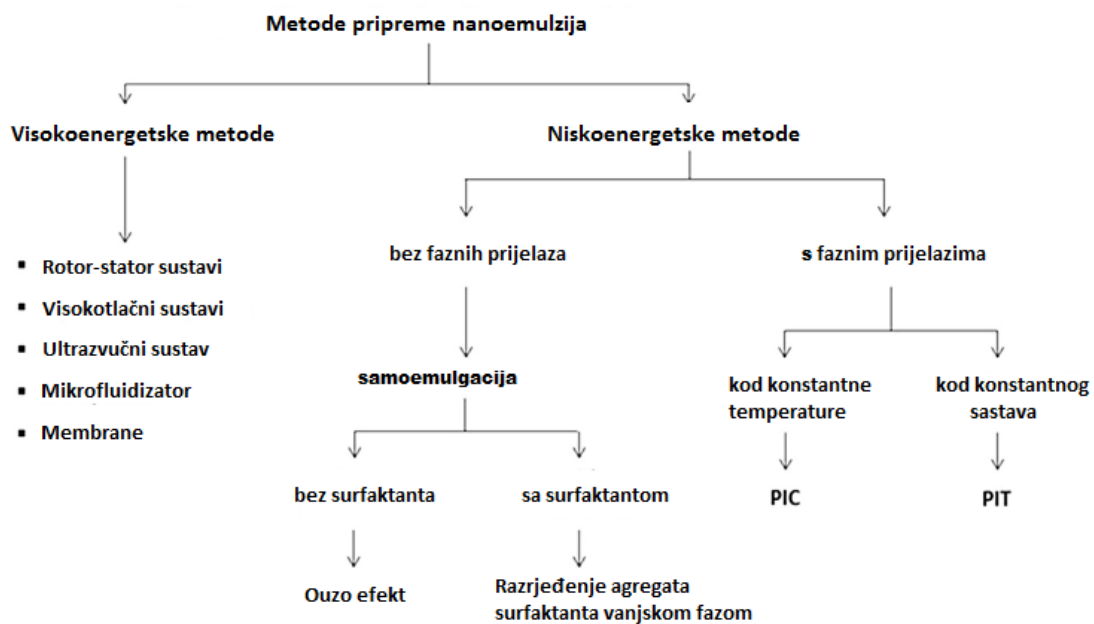 Metode pripreme nanoemulzija
Visokoenergetske metode
Niskoenergetske metode
▪ Rotor-stator sustavi
▪ Visokotlačni sustavi
▪ Ultrazvučni sustav
▪ Mikrofluidizator
▪ Membrane
bez faznih prijelaza
s faznim prijelazima
samoemulgacija
kod konstantne
temperature
kod konstantnog
sastava
bez surfaktanta
sa surfaktantom
PIC
PIT
Ouzo efekt
Razrjeđenje agregata
surfaktanta vanjskom fazom